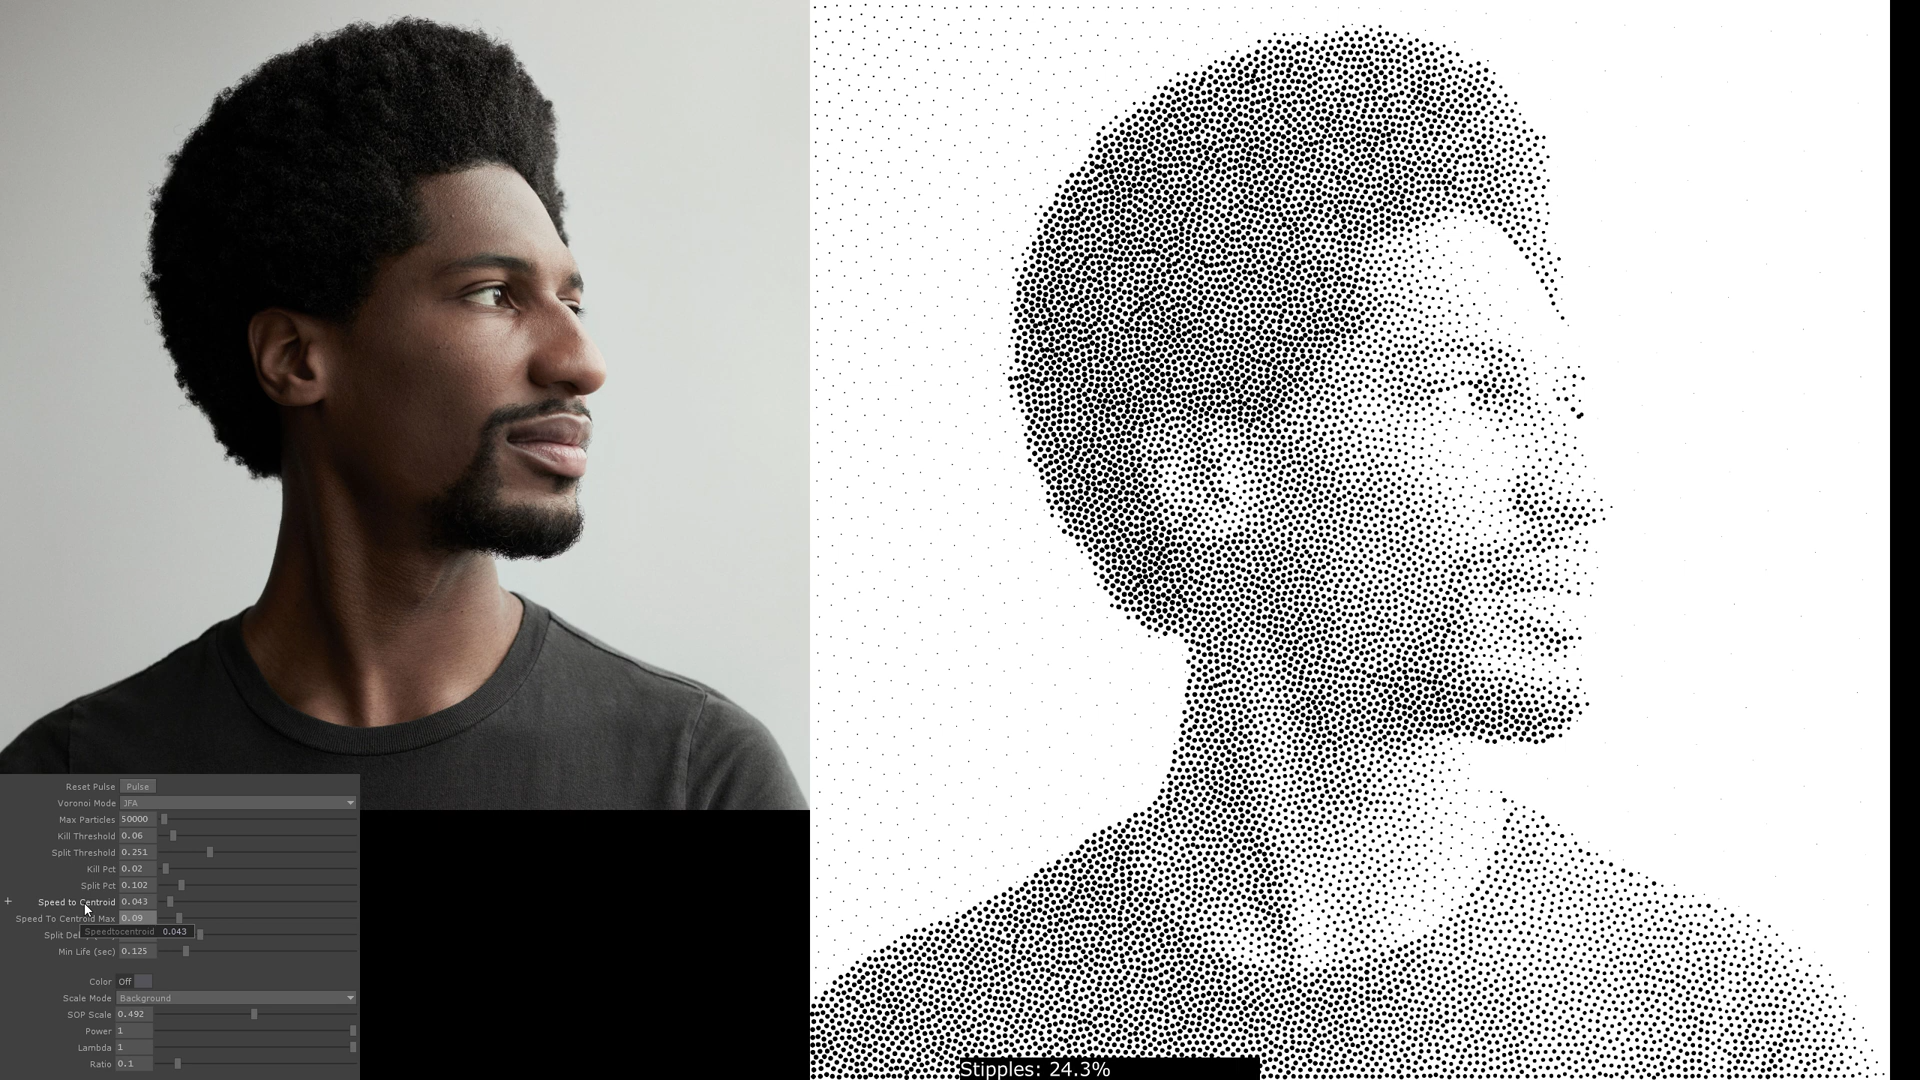 Reset Pulse Pulse
Voronoi Mode JFA
Max Particles 50000
Kill Threshold 0.06
Split Threshold 0.251
Kill Pct 0.02
Split Pct 0.102
+ Speed to Centroid 0.043
Speed To Centroid Max 0.09
Speedtocentroid 0.043
Split
Min Life (sec) 0.125
Color Off
Scale Mode Background
SOP Scale 0.492
Power 1
Lambda 1
Ratio 0.1
Stipples: 24.3%